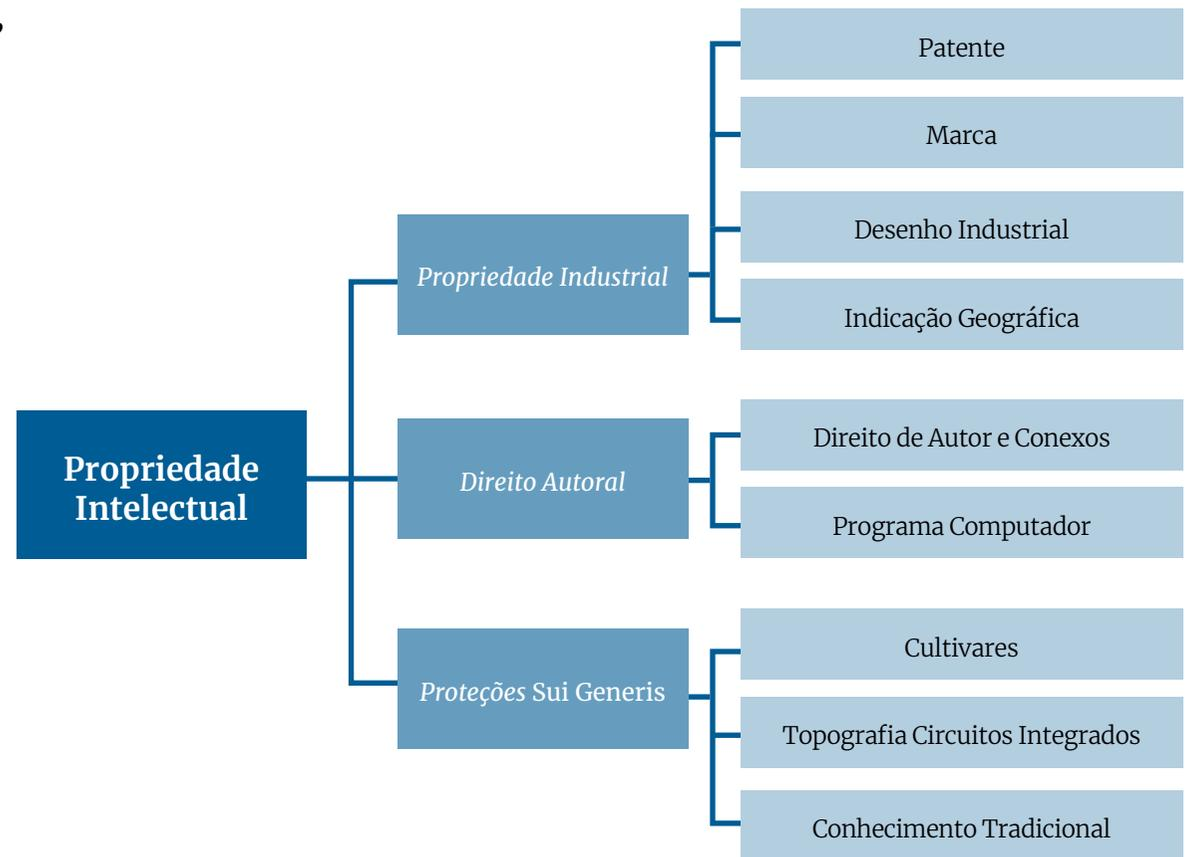 Patente
Marca
Desenho Industrial
Indicação Geográfica
Propriedade Industrial
Direito de Autor e Conexos
Programa Computador
Direito Autoral
Propriedade
Intelectual
Cultivares
Topografia Circuitos Integrados
Conhecimento Tradicional
Proteções Sui Generis